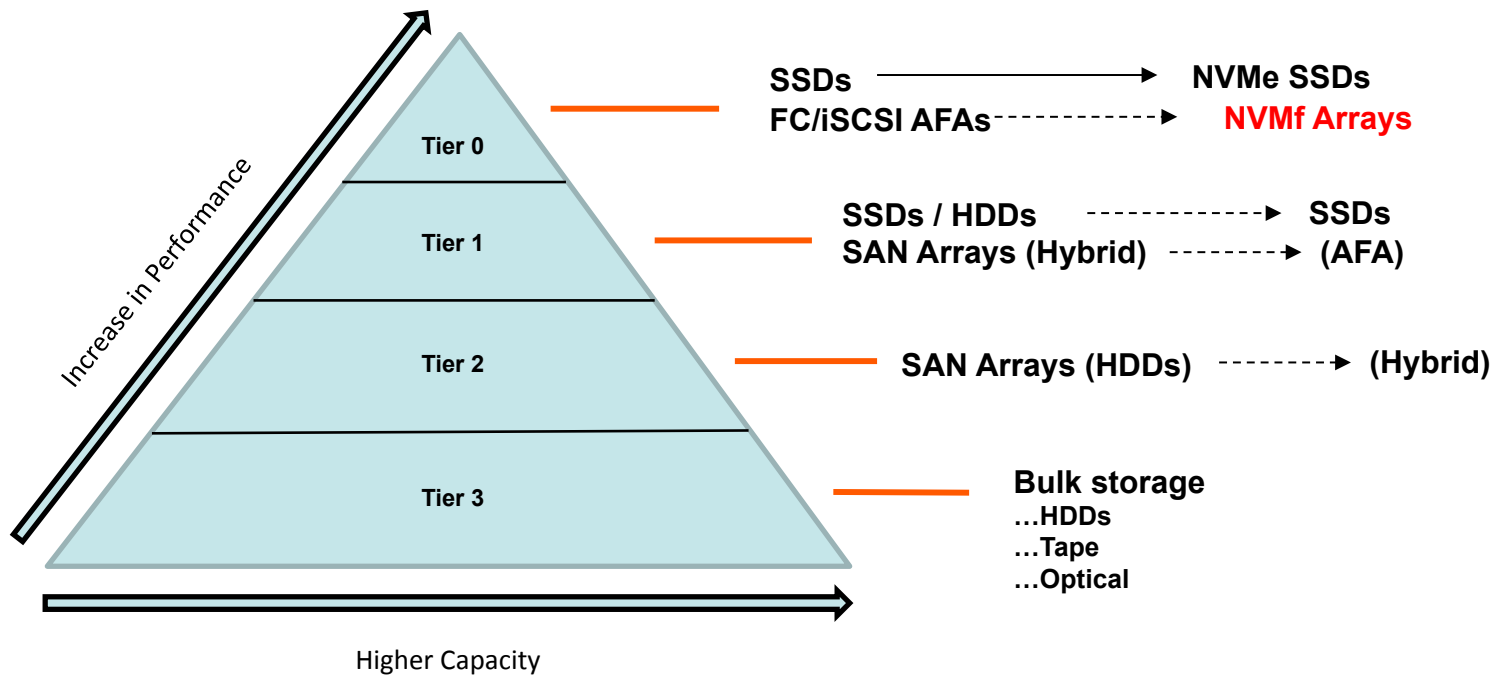 SSDs NVMe SSDs
FC/iSCSI AFAs NVMf Arrays
Tier 0
Increase in Performance
SSDs / HDDs SSDs
Tier 1
SAN Arrays (Hybrid) (AFA)
Tier 2
SAN Arrays (HDDs) (Hybrid)
Tier 3
Bulk storage
...HDDs
...Tape
...Optical
Higher Capacity